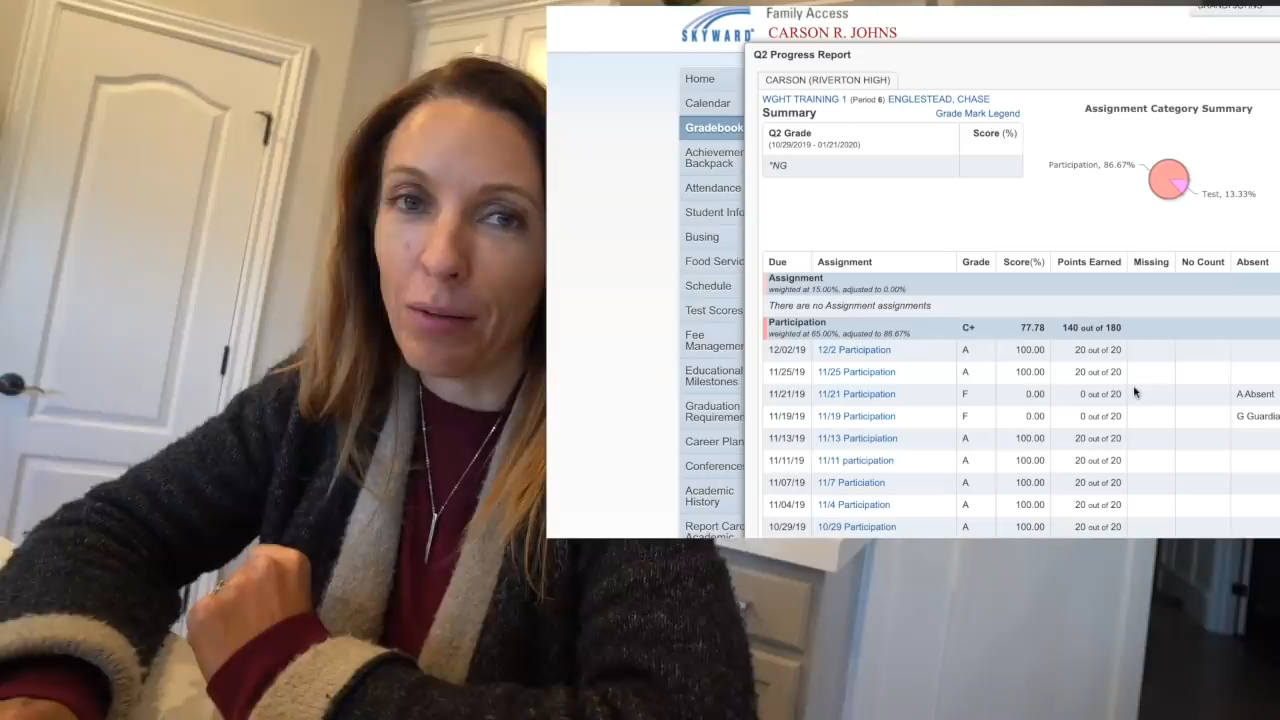 Family Access
SKYWARD
CARSON R. JOHNS
Q2 Progress Report
Home
Calendar
Gradebook
Achievemen
Backpack
Attendance
Student Info
Busing
Food Servic
Schedule
Test Scores
Fee
Managemen
Educational
Milestones
Graduation
Requiremen
Career Plan
Conference
Academic
History
Report Card
CARSON (RIVERTON HIGH)
WGHT TRAINING 1 (Period 6) ENGLESTEAD, CHASE
Summary Grade Mark Legend
Q2 Grade Score (%)
(10/29/2019 - 01/21/2020)
*NG
Assignment Category Summary
Participation, 86.67%
Test, 13.33%
Due Assignment Grade Score(%) Points Earned Missing No Count Absent
Assignment
weighted at 15.00%, adjusted to 0.00%
There are no Assignment assignments
Participation C+ 77.78 140 out of 180
weighted at 65.00%, adjusted to 86.67%
12/02/19 12/2 Participation A 100.00 20 out of 20
11/25/19 11/25 Participation A 100.00 20 out of 20
11/21/19 11/21 Participation F 0.00 0 out of 20 A Absent
11/19/19 11/19 Participation F 0.00 0 out of 20 G Guardia
11/13/19 11/13 Participiation A 100.00 20 out of 20
11/11/19 11/11 participation A 100.00 20 out of 20
11/07/19 11/7 Particiation A 100.00 20 out of 20
11/04/19 11/4 Participation A 100.00 20 out of 20
10/29/19 10/29 Participation A 100.00 20 out of 20